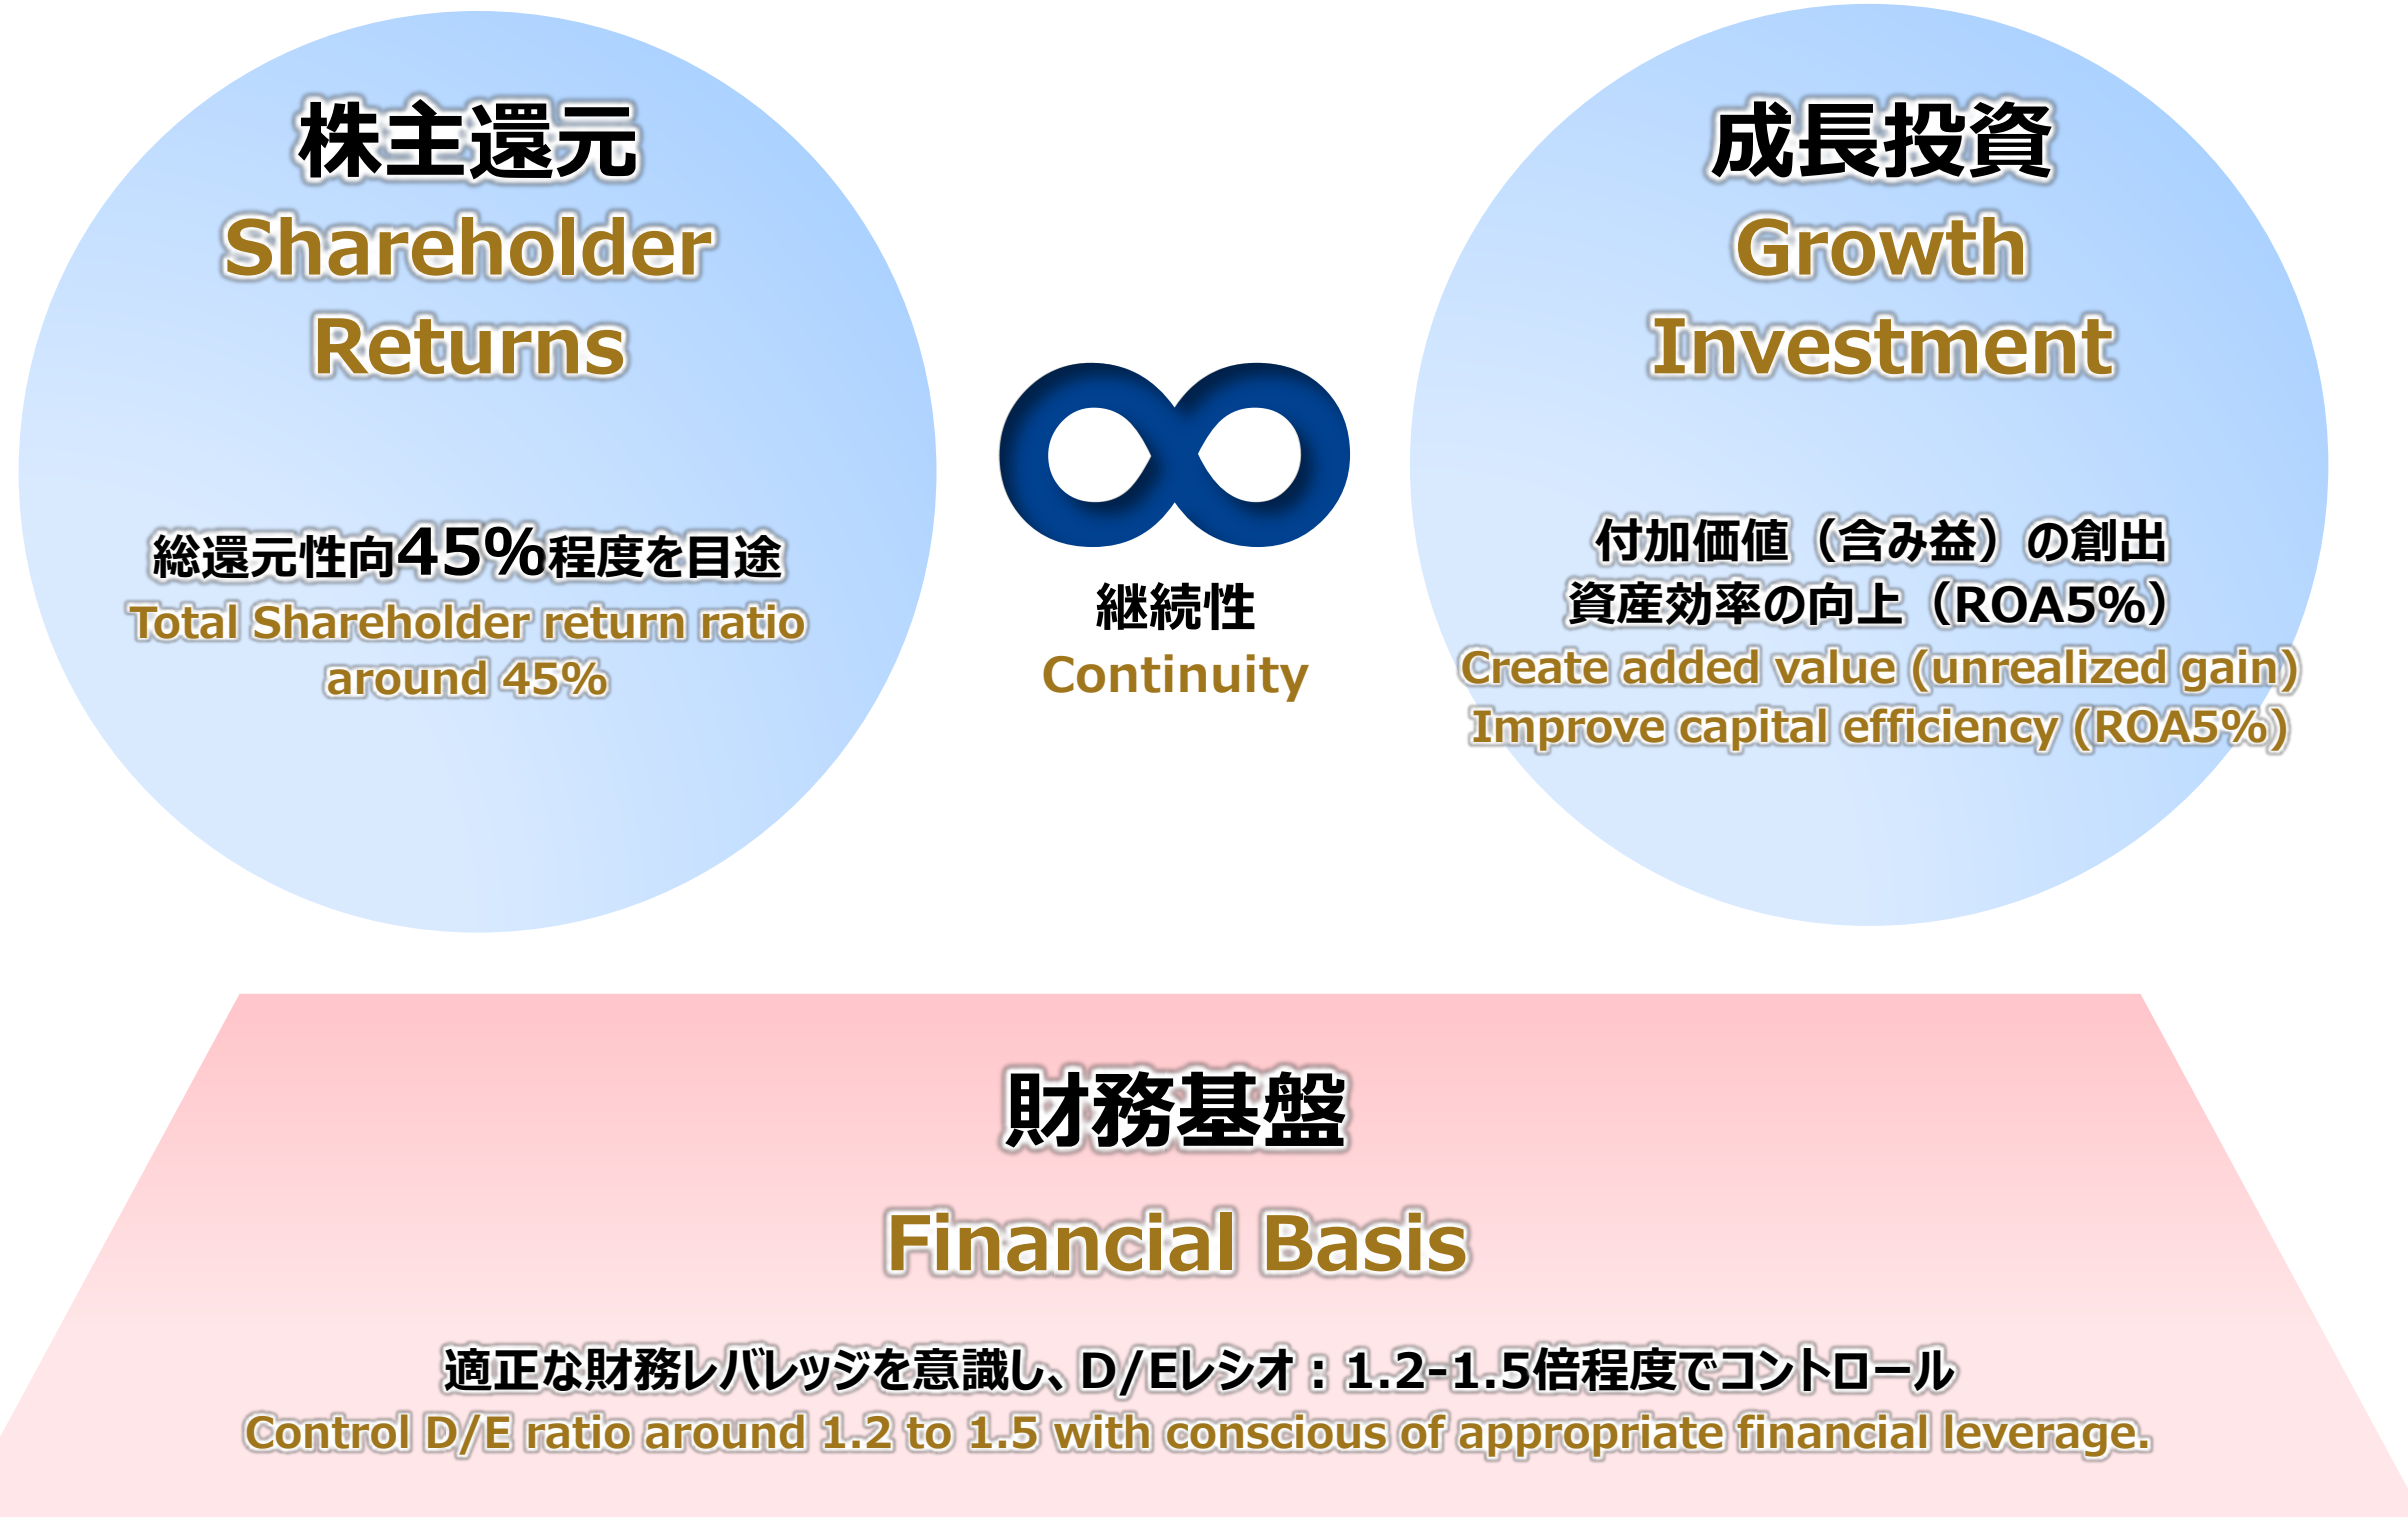 株主還元
Shareholder
Returns
総還元性向45%程度を目途
Total Shareholder return ratio
around 45%
継続性
Continuity
成長投資
Growth
Investment
付加価値（含み益）の創出
資産効率の向上（ROA5%）
Create added value (unrealized gain)
Improve capital efficiency (ROA5%)
財務基盤
Financial Basis
適正な財務レバレッジを意識し、D/Eレシオ：1.2-1.5倍程度でコントロール
Control D/E ratio around 1.2 to 1.5 with conscious of appropriate financial leverage.